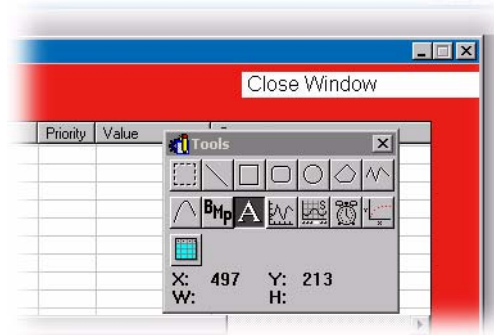 Close Window
Priority Value
Tools
BMp A
X: 497 Y: 213
W: H: